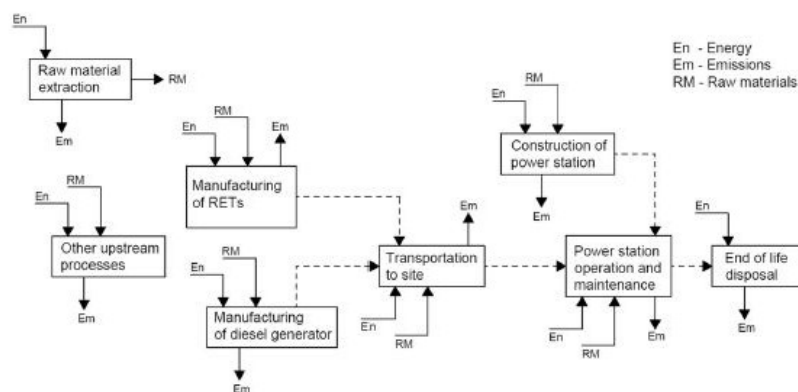 En
Raw material
extraction
RM
Em
En - Energy
Em - Emissions
RM - Raw materials
En
RM
Em
Manufacturing
of RETs
En
RM
Construction of
power station
Em
En
RM
Other upstream
processes
Em
En
RM
Manufacturing
of diesel generator
Em
Em
Transportation
to site
En
RM
Power station
operation and
maintenance
En
RM
Em
En
End of life
disposal
Em